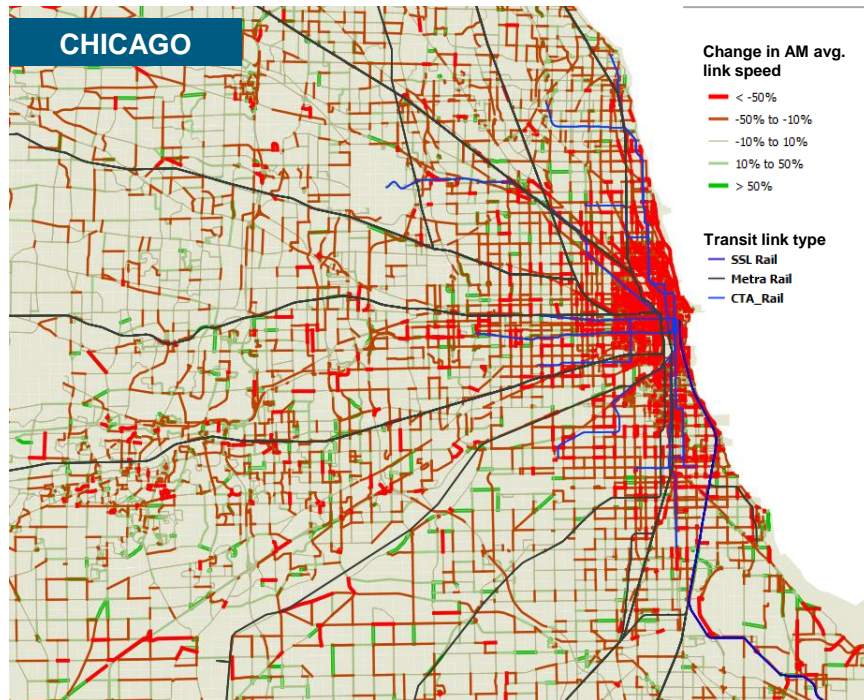 CHICAGO
Change in AM avg.
link speed
< -50%
-50% to -10%
-10% to 10%
10% to 50%
> 50%
Transit link type
SSL Rail
Metra Rail
CTA_Rail